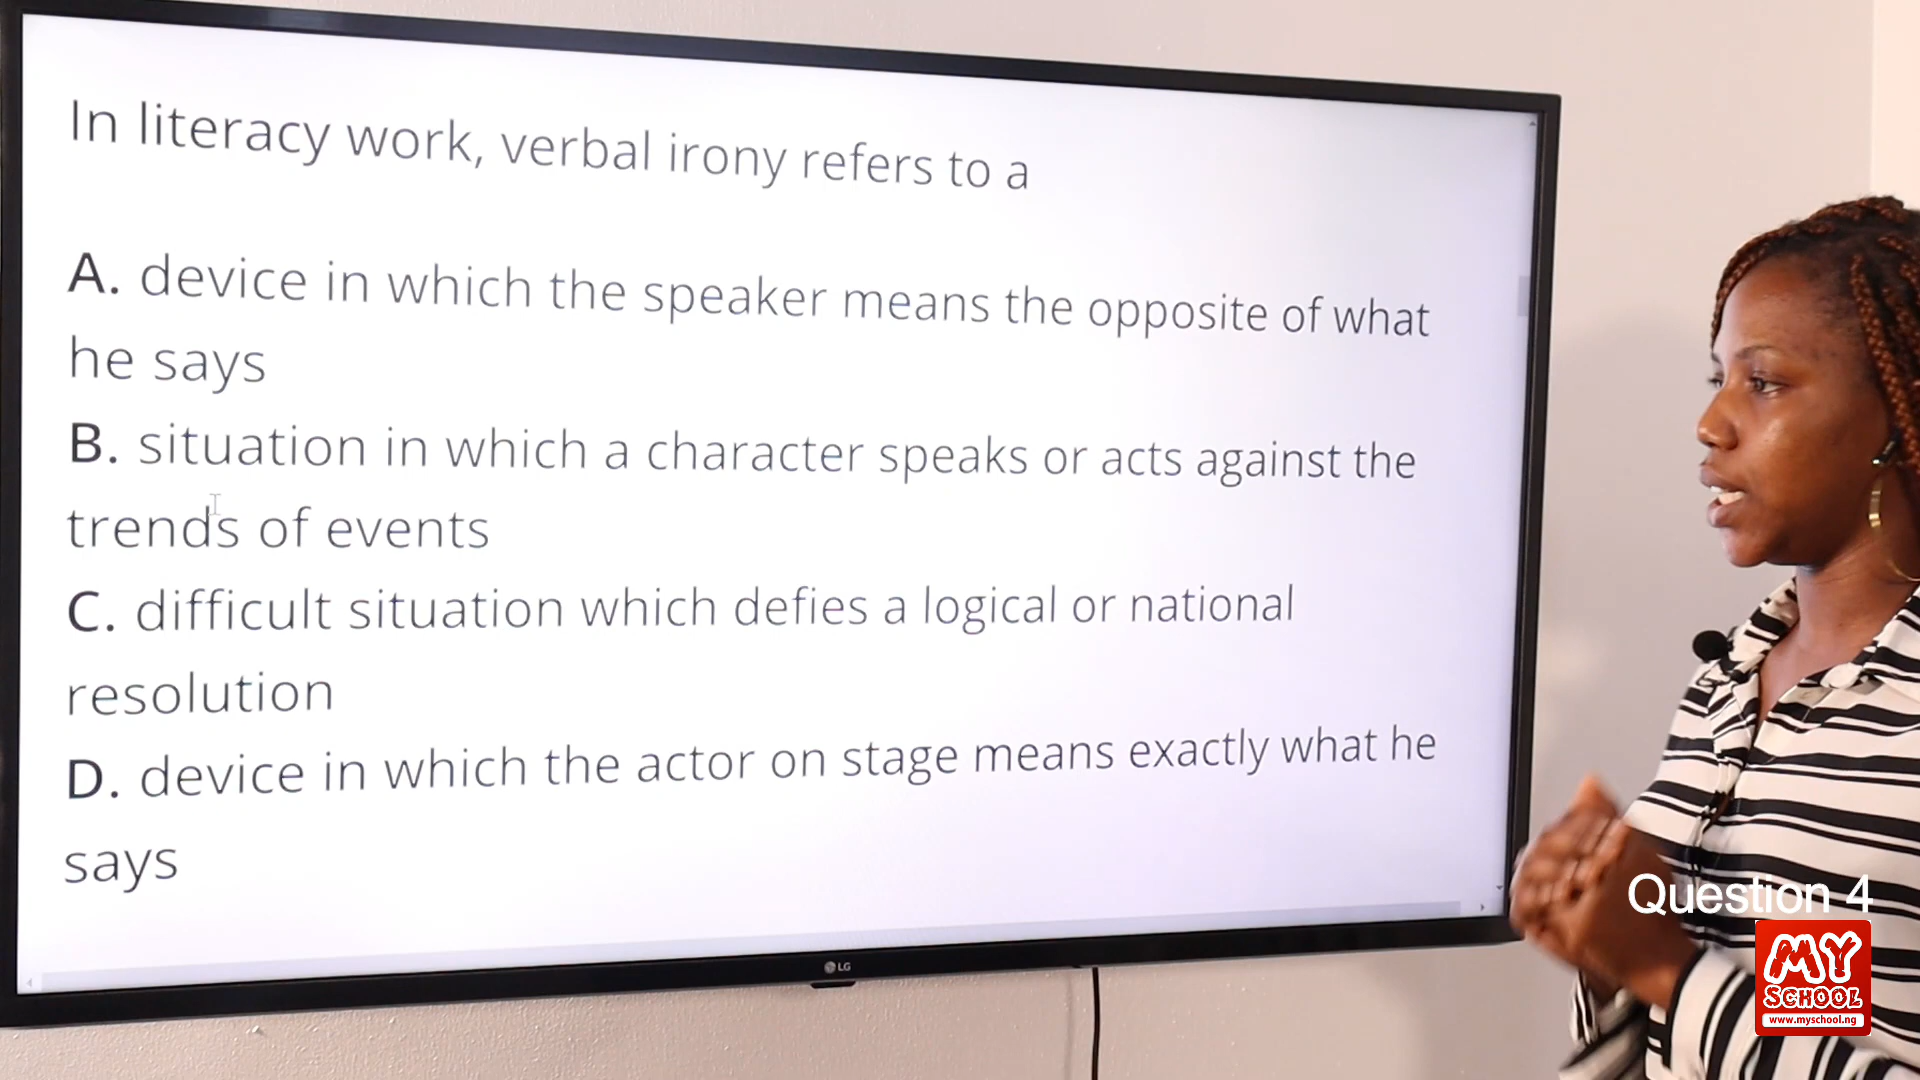 In literacy work, verbal irony refers to a
A. device in which the speaker means the opposite of what
he says
B. situation in which a character speaks or acts against the
trends of events
C. difficult situation which defies a logical or national
resolution
D. device in which the actor on stage means exactly what he
says
LG
Question 4
MY
SCHOOL
www.myschool.ng